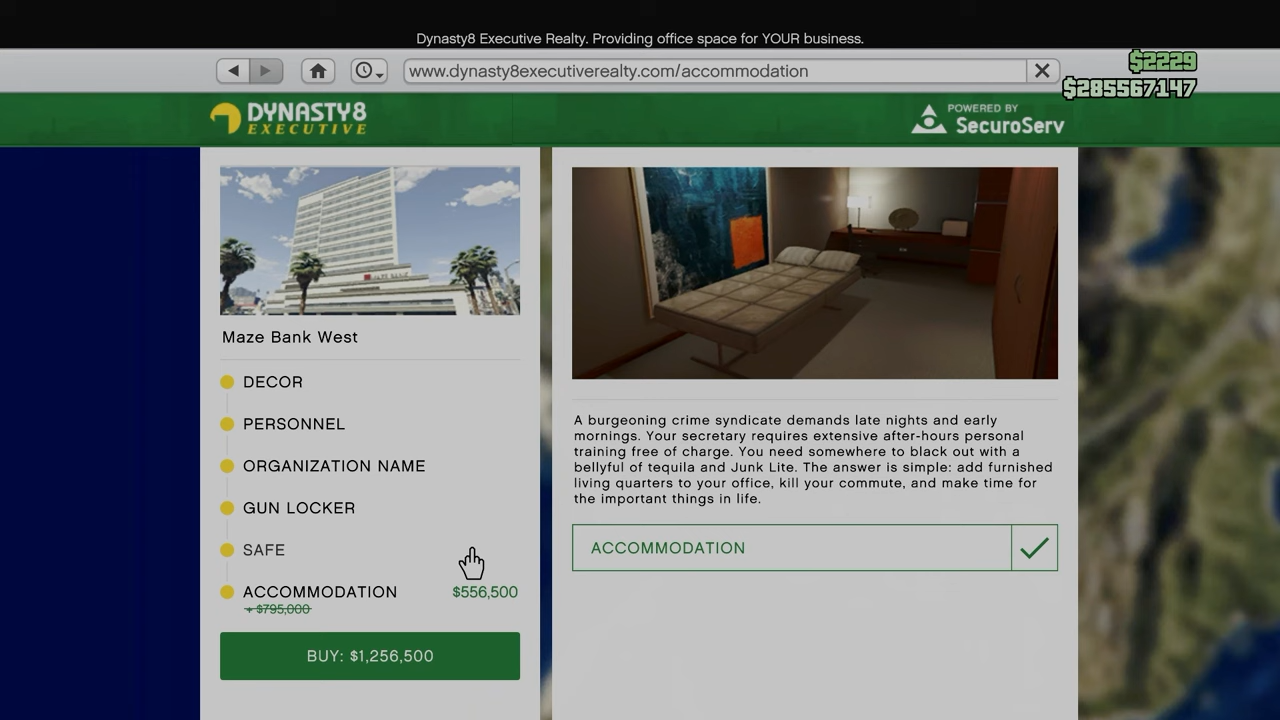 Dynasty8 Executive Realty. Providing office space for YOUR business.
www.dynasty8executiverealty.com/accommodation
$2229
$285567147
DYNASTY8
EXECUTIVE
POWERED BY
SecuroServ
MAZE BANK
Maze Bank West
DECOR
PERSONNEL
ORGANIZATION NAME
GUN LOCKER
SAFE
ACCOMMODATION $556,500
+ $795,000
BUY: $1,256,500
A burgeoning crime syndicate demands late nights and early
mornings. Your secretary requires extensive after-hours personal
training free of charge. You need somewhere to black out with a
bellyful of tequila and Junk Lite. The answer is simple: add furnished
living quarters to your office, kill your commute, and make time for
the important things in life.
ACCOMMODATION